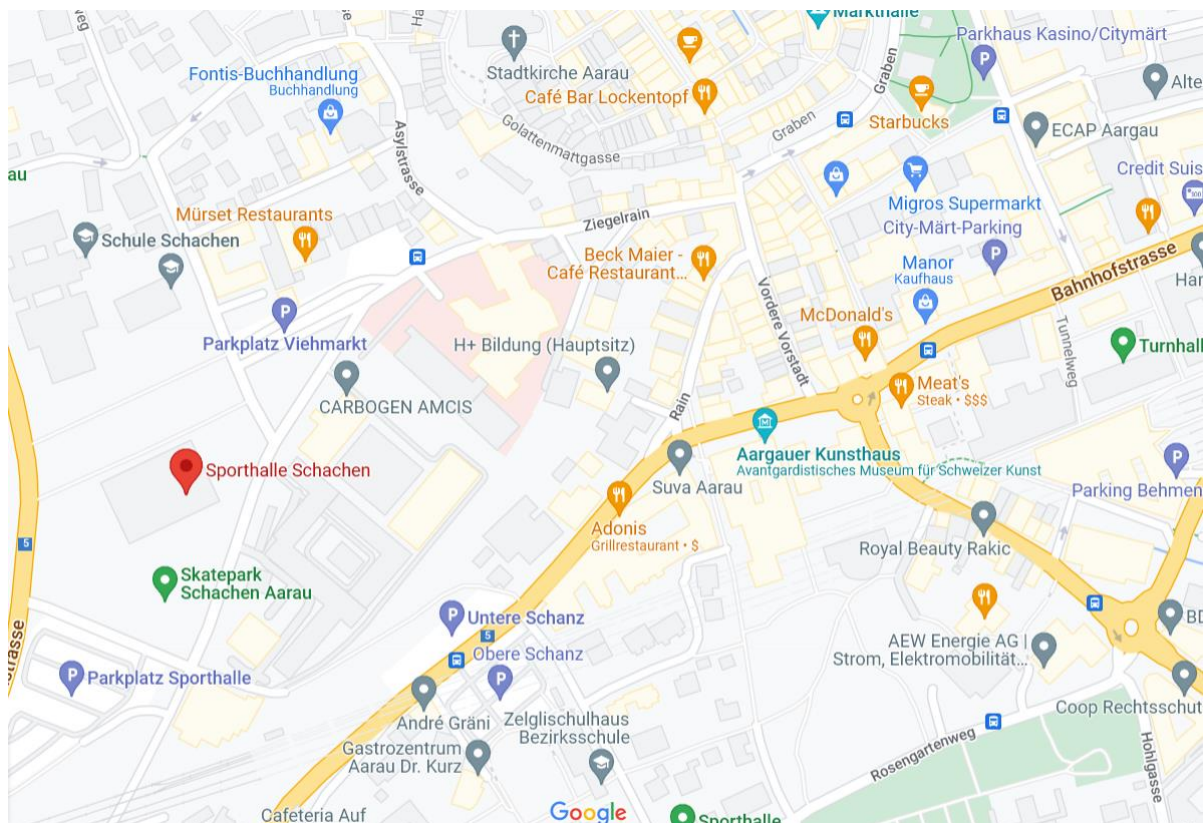 Weg
Markthalle
Parkhaus Kasino/Citymärt
Stadtkirche Aarau
Fontis-Buchhandlung
Buchhandlung
Café Bar Lockentopf
Graben
Alte
Starbucks
Graben
ECAP Aargau
Golattenmattgasse
Asylstrasse
au
Credit Suis
Migros Supermarkt
Mürset Restaurants
Ziegelrain
City-Märt-Parking
Schule Schachen
Beck Maier -
Café Restaurant...
Manor
Kaufhaus
Bahnhofstrasse
Har
Vordere Vorstadt
McDonald's
Parkplatz Viehmarkt
H+ Bildung (Hauptsitz)
Tunnelweg
Turnhall
CARBOGEN AMCIS
Rain
Meat's
Steak • $$$
Aargauer Kunsthaus
Avantgardistisches Museum für Schweizer Kunst
Sporthalle Schachen
Suva Aarau
Parking Behmen
Adonis
Grillrestaurant • $
5
Royal Beauty Rakic
Skatepark
Schachen Aarau
Untere Schanz
5
BD
Obere Schanz
AEW Energie AG |
Strom, Elektromobilität...
strasse
Parkplatz Sporthalle
André Gräni
Zelglischulhaus
Bezirksschule
Coop Rechtsschut
Gastrozentrum
Aarau Dr. Kurz
Rosengartenweg
Hohlgasse
Cafeteria Auf
Google
Sporthalle